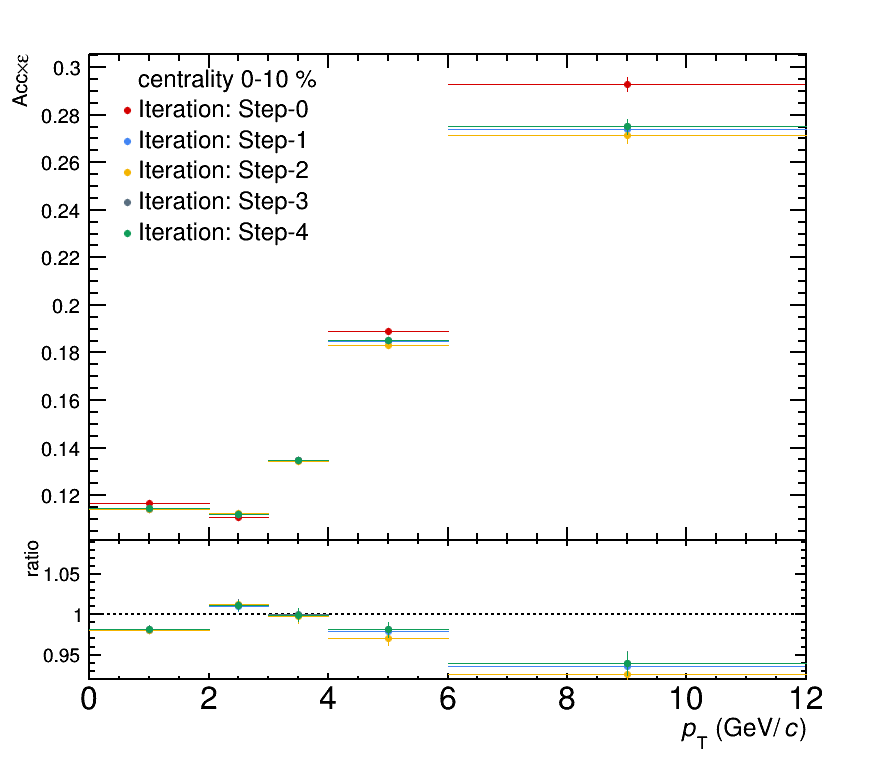 Acc×ε
0.3
0.28
0.26
0.24
0.22
0.2
0.18
0.16
0.14
0.12
centrality 0-10 %
Iteration: Step-0
Iteration: Step-1
Iteration: Step-2
Iteration: Step-3
Iteration: Step-4
ratio
1.05
1
0.95
0 2 4 6 8 10 12
p_T (GeV/c)